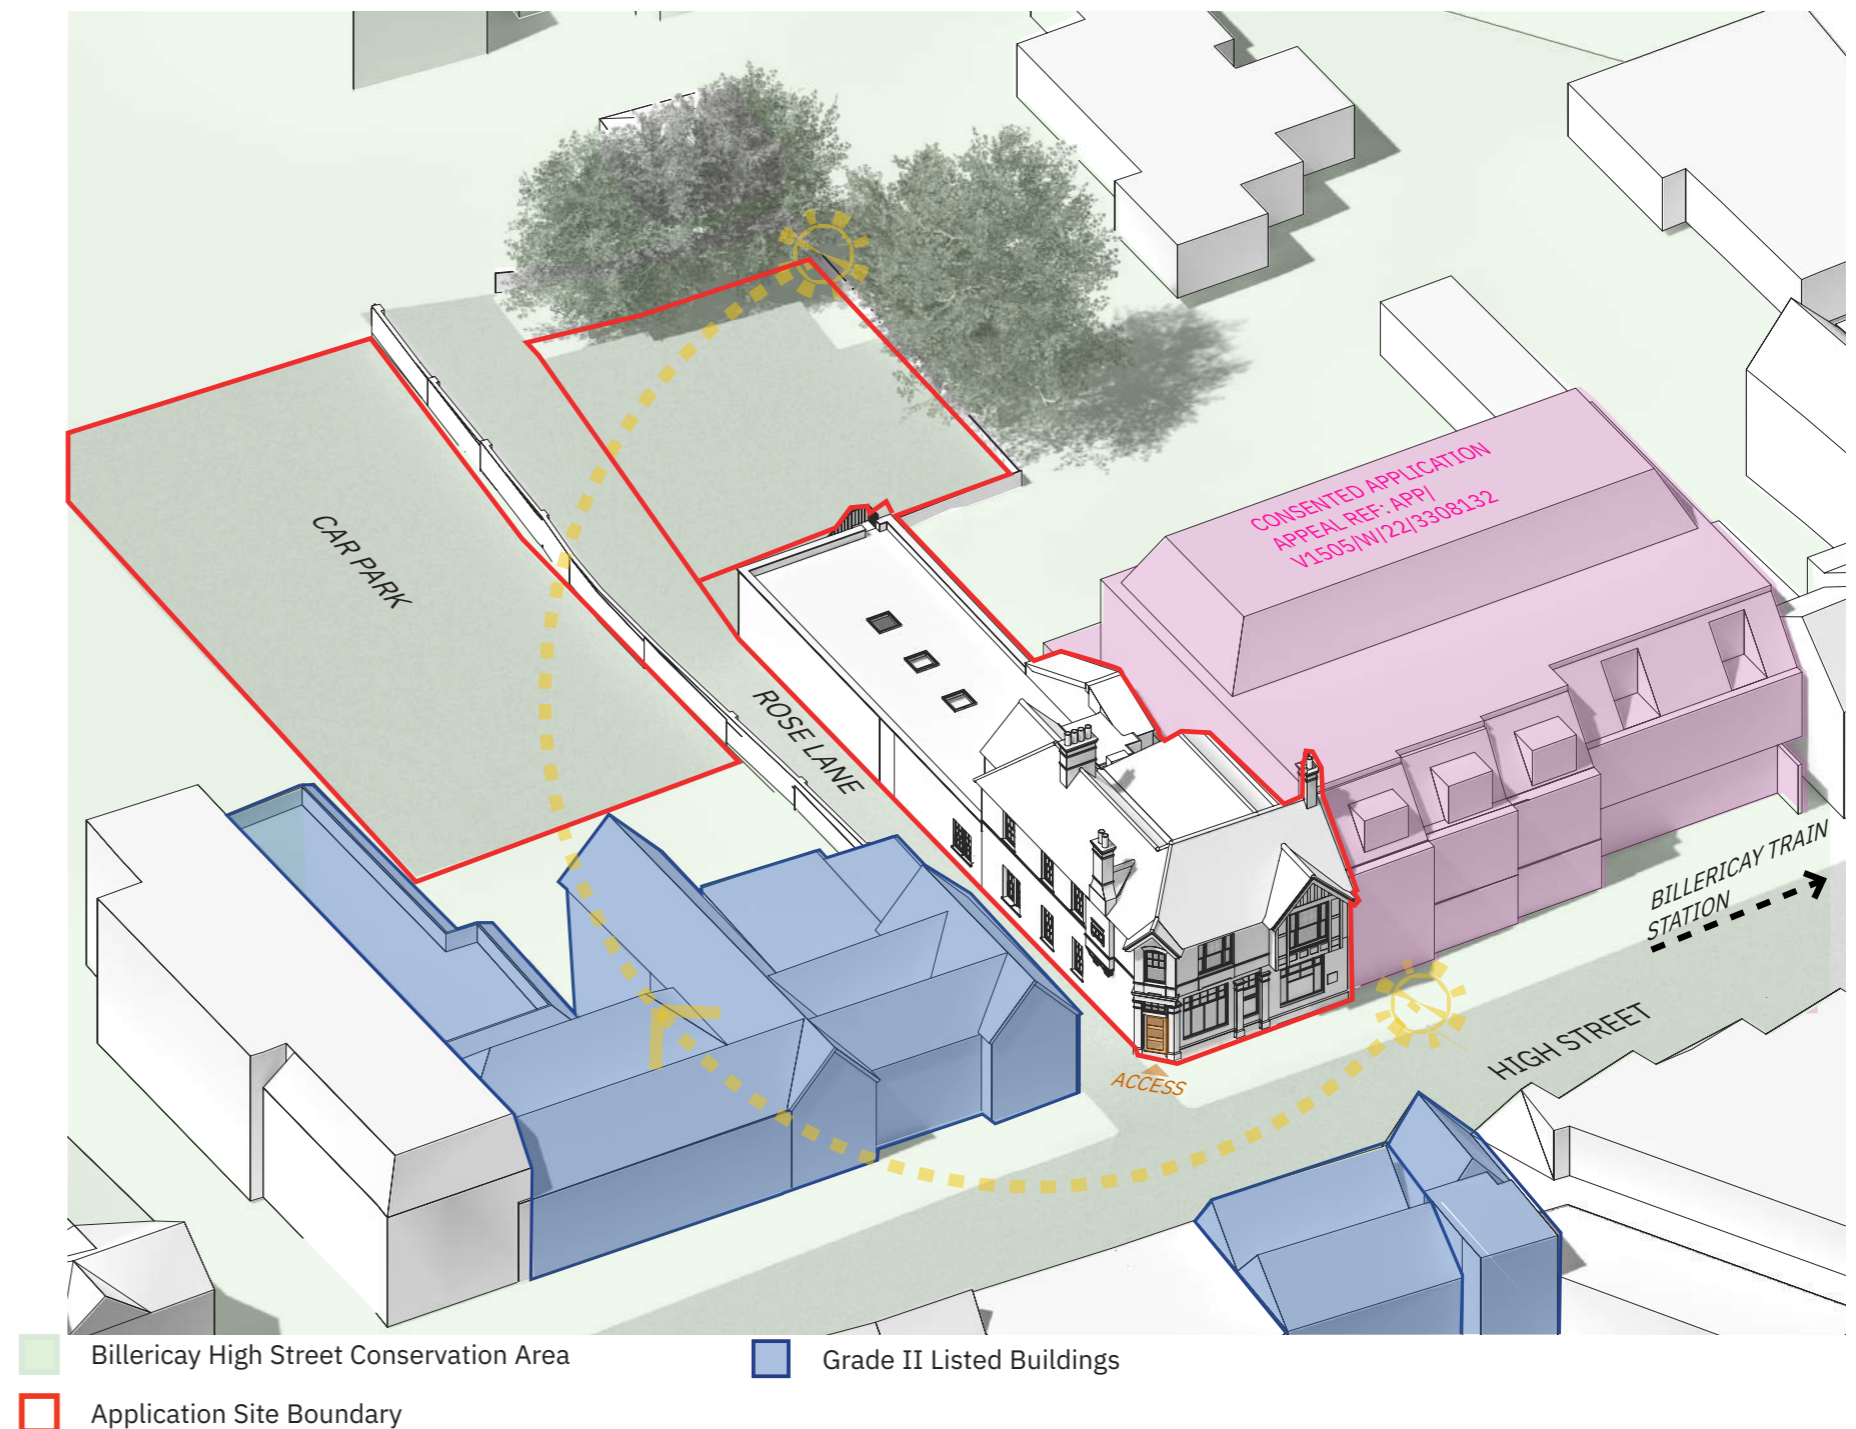 CONSENTED APPLICATION
APPEAL REF: APP/
V1505/W/22/3308132
CAR PARK
ROSE LANE
BILLERICAY TRAIN
STATION
HIGH STREET
ACCESS
Billericay High Street Conservation Area
Grade II Listed Buildings
Application Site Boundary